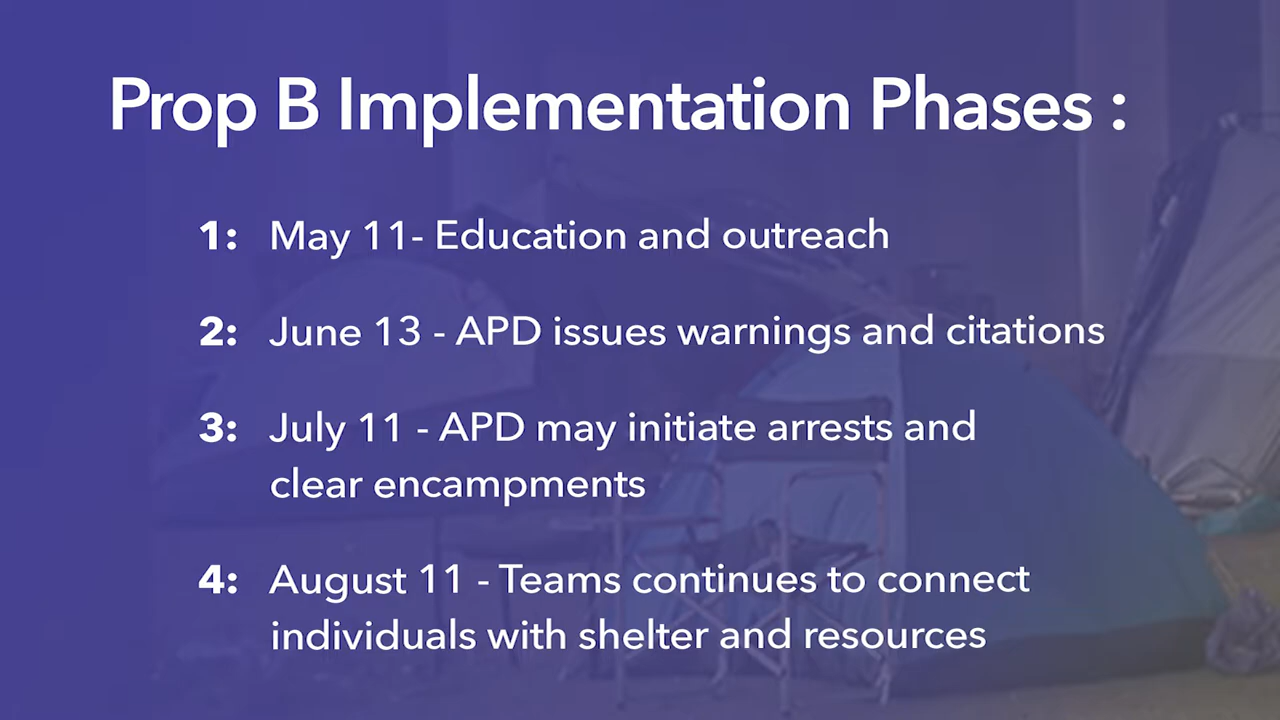 Prop B Implementation Phases :
1: May 11- Education and outreach
2: June 13 - APD issues warnings and citations
3: July 11 - APD may initiate arrests and
clear encampments
4: August 11 - Teams continues to connect
individuals with shelter and resources